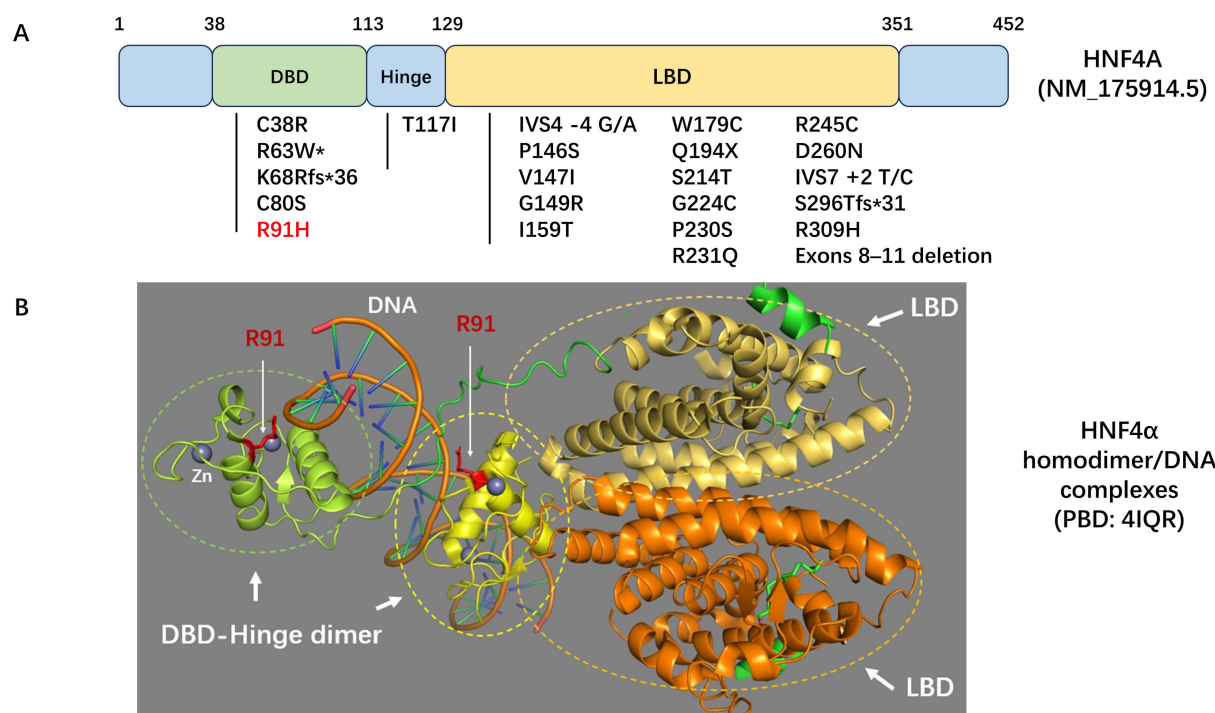 A
1 38 113 129 351 452
DBD Hinge LBD
HNF4A
(NM_175914.5)
C38R
R63W*
K68Rfs*36
C80S
R91H
T117I
IVS4 -4 G/A
P146S
V147I
G149R
I159T
W179C
Q194X
S214T
G224C
P230S
R231Q
R245C
D260N
IVS7 +2 T/C
S296Tfs*31
R309H
Exons 8–11 deletion
B
DNA
R91
R91
LBD
Zn
DBD-Hinge dimer
LBD
HNF4α
homodimer/DNA
complexes
(PBD: 4IQR)